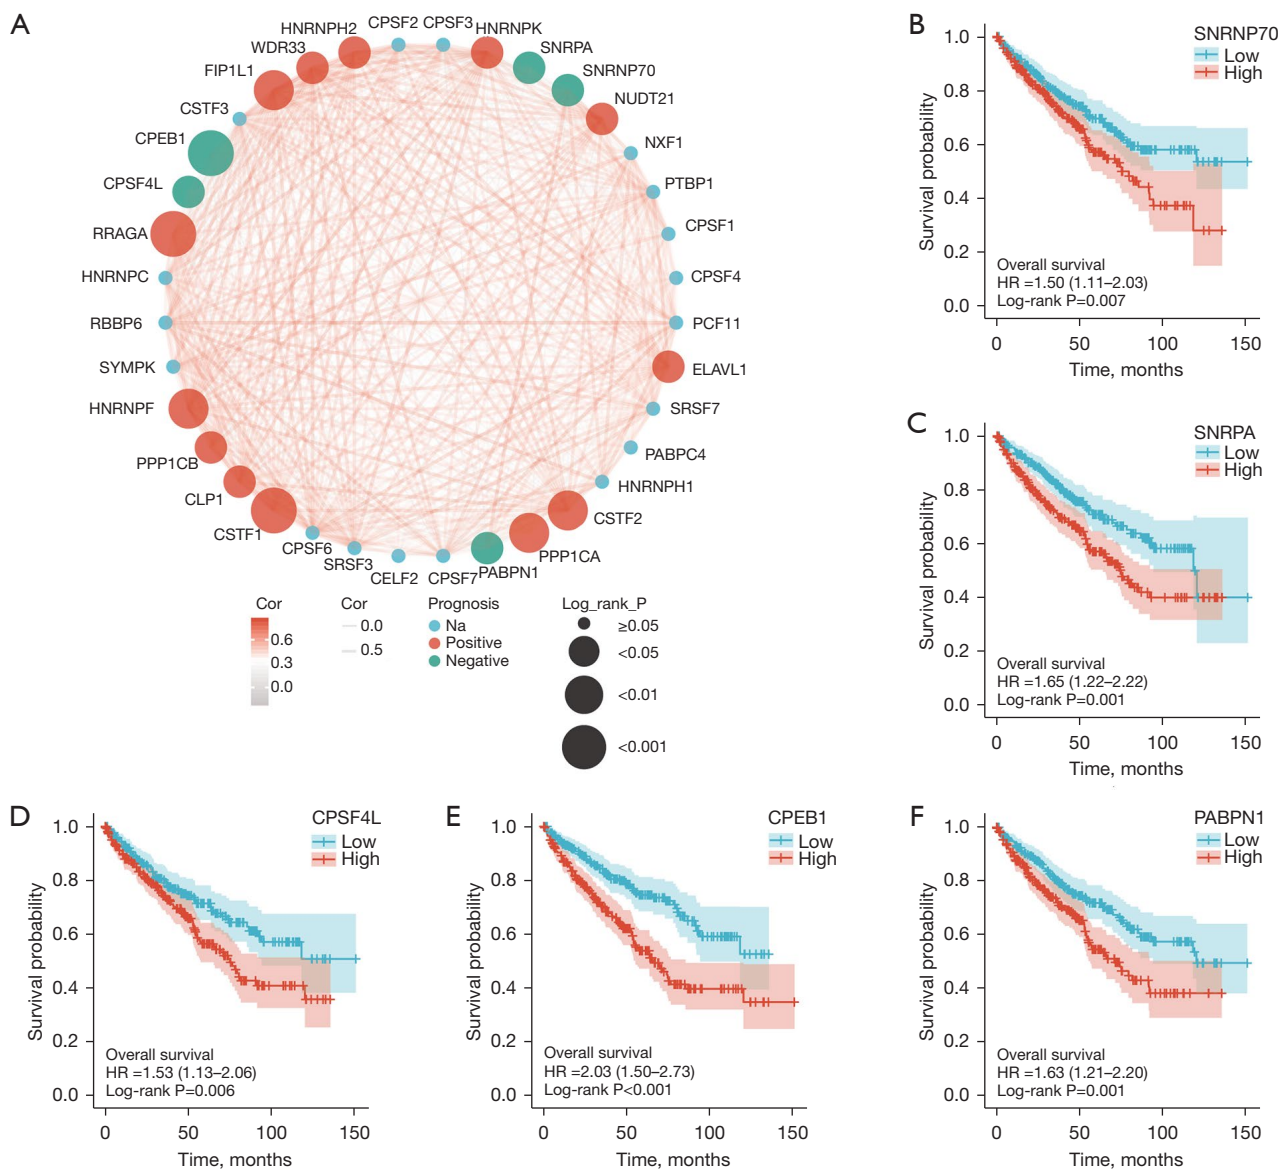 A
CPSF2
CPSF3
HNRNPH2
HNRNPK
WDR33
SNRPA
FIP1L1
SNRNP70
CSTF3
NUDT21
CPEB1
NXF1
CPSF4L
PTBP1
RRAGA
CPSF1
HNRNPC
CPSF4
RBBP6
PCF11
SYMPK
ELAVL1
HNRNPF
SRSF7
PPP1CB
PABPC4
CLP1
HNRNPH1
CSTF1
CSTF2
CPSF6
PPP1CA
SRSF3
CELF2
CPSF7
PABPN1
Cor
0.6
0.3
0.0
Cor
0.0
0.5
Prognosis
Na
Positive
Negative
Log_rank_P
≥0.05
<0.05
<0.01
<0.001
B
SNRNP70
Low
High
Survival probability
1.0
0.8
0.6
0.4
0.2
0.0
Overall survival
HR =1.50 (1.11–2.03)
Log-rank P=0.007
0 50 100 150
Time, months
C
SNRPA
Low
High
Survival probability
1.0
0.8
0.6
0.4
0.2
0.0
Overall survival
HR =1.65 (1.22–2.22)
Log-rank P=0.001
0 50 100 150
Time, months
D
CPSF4L
Low
High
Survival probability
1.0
0.8
0.6
0.4
0.2
0.0
Overall survival
HR =1.53 (1.13–2.06)
Log-rank P=0.006
0 50 100 150
Time, months
E
CPEB1
Low
High
Survival probability
1.0
0.8
0.6
0.4
0.2
0.0
Overall survival
HR =2.03 (1.50–2.73)
Log-rank P<0.001
0 50 100 150
Time, months
F
PABPN1
Low
High
Survival probability
1.0
0.8
0.6
0.4
0.2
0.0
Overall survival
HR =1.63 (1.21–2.20)
Log-rank P=0.001
0 50 100 150
Time, months